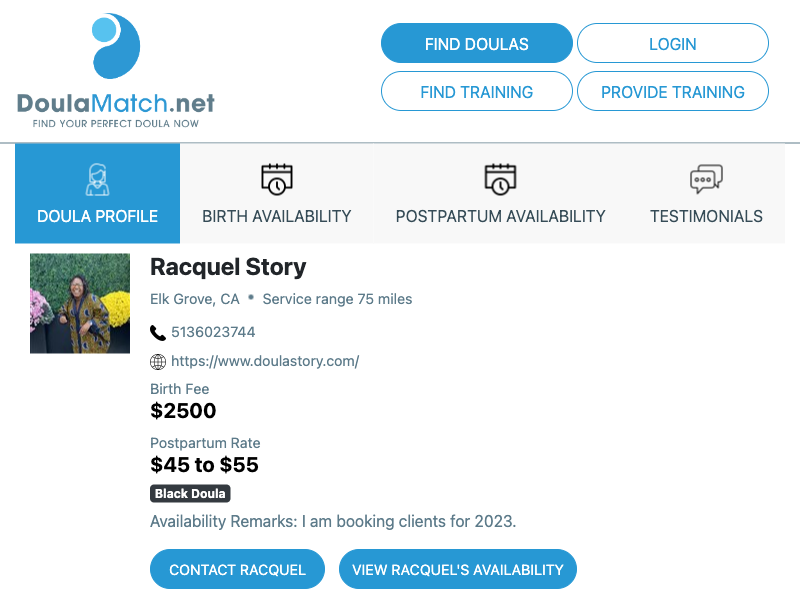 FIND DOULAS
LOGIN
FIND TRAINING
PROVIDE TRAINING
DoulaMatch.net
FIND YOUR PERFECT DOULA NOW
DOULA PROFILE
BIRTH AVAILABILITY
POSTPARTUM AVAILABILITY
TESTIMONIALS
Racquel Story
Elk Grove, CA • Service range 75 miles
5136023744
https://www.doulastory.com/
Birth Fee
$2500
Postpartum Rate
$45 to $55
Black Doula
Availability Remarks: I am booking clients for 2023.
CONTACT RACQUEL
VIEW RACQUEL'S AVAILABILITY